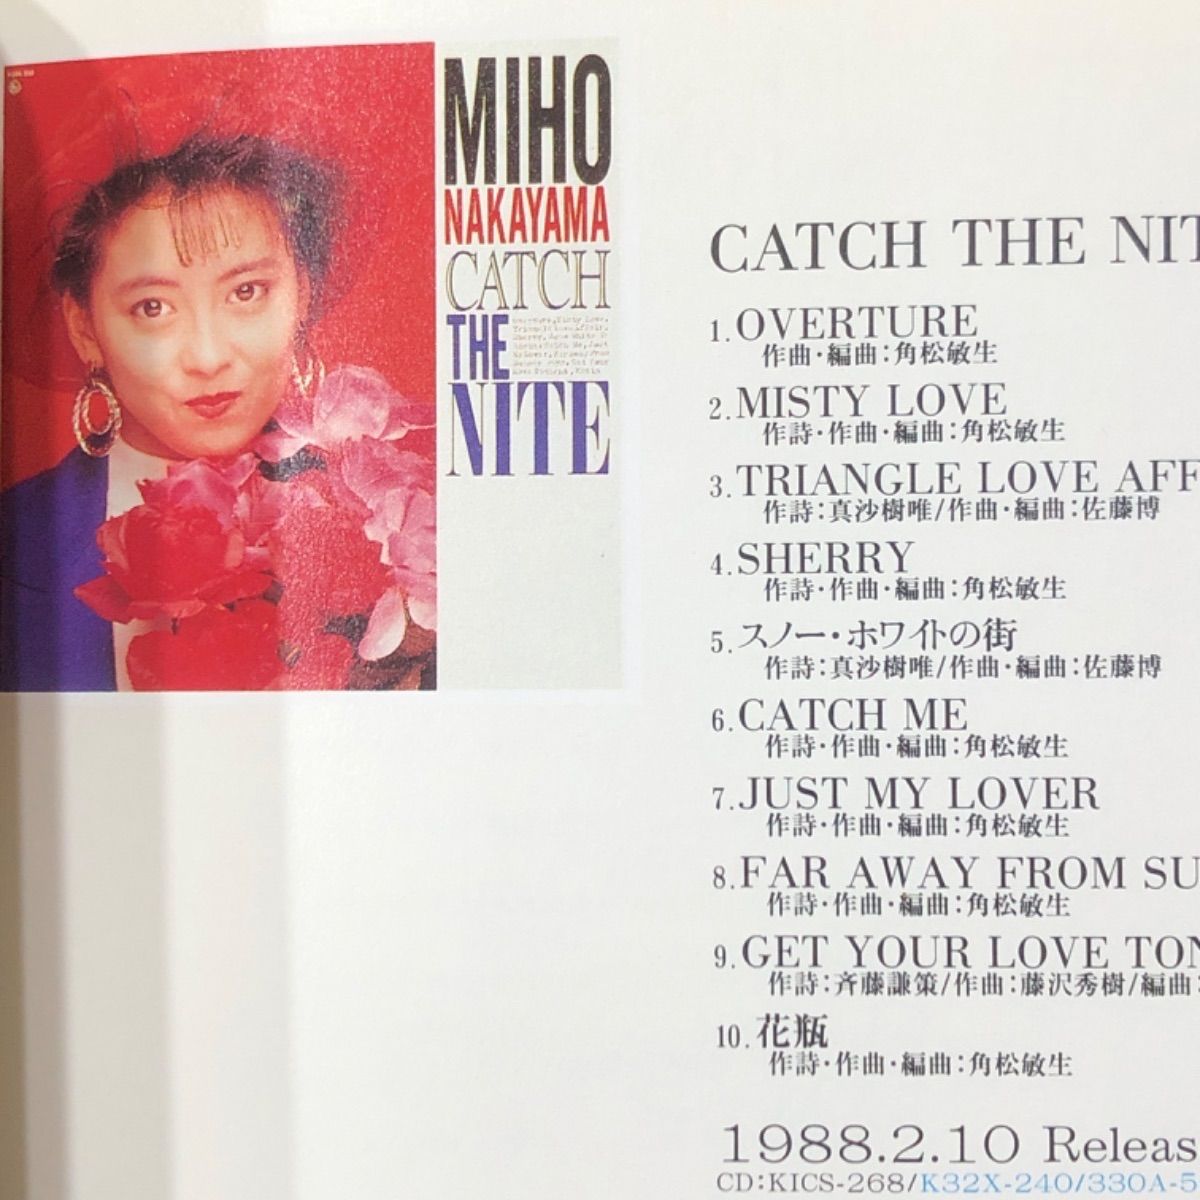 MIHO
NAKAYAMA
CATCH
THE
NITE
CATCH THE NIT
1.OVERTURE
作曲・編曲：角松敏生
2.MISTY LOVE
作詩・作曲・編曲：角松敏生
3.TRIANGLE LOVE AFF
作詩：真沙樹唯/作曲・編曲：佐藤博
4.SHERRY
作詩・作曲・編曲：角松敏生
5.スノー・ホワイトの街
作詩：真沙樹唯/作曲・編曲：佐藤博
6.CATCH ME
作詩・作曲・編曲：角松敏生
7.JUST MY LOVER
作詩・作曲・編曲：角松敏生
8.FAR AWAY FROM SU
作詩・作曲・編曲：角松敏生
9.GET YOUR LOVE TON
作詩：斉藤謙策/作曲：藤沢秀樹/編曲：
10.花瓶
作詩・作曲・編曲：角松敏生
1988.2.10 Releas
CD:KICS-268/K32X-240/330A-5